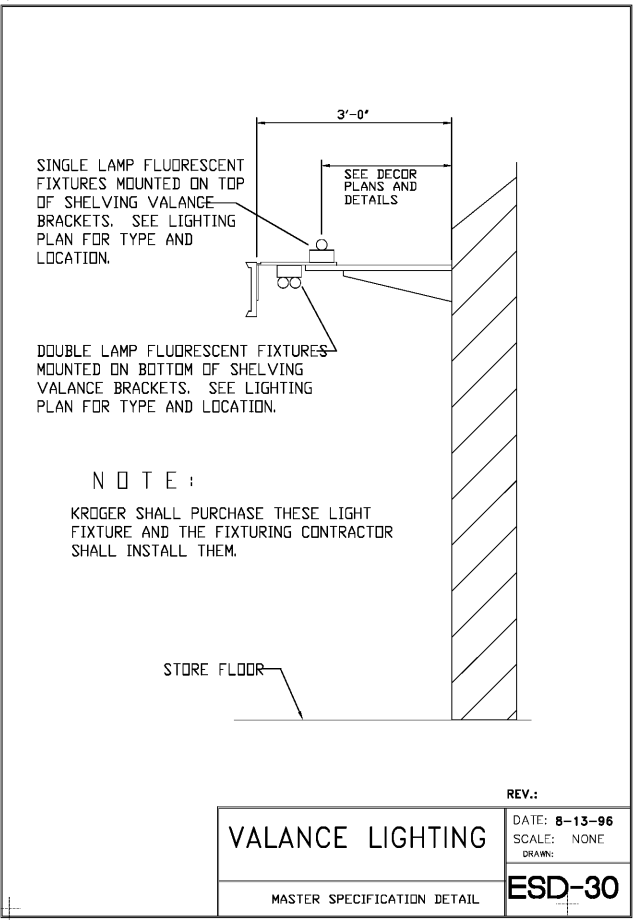 3'-0"
SINGLE LAMP FLUORESCENT
FIXTURES MOUNTED ON TOP
OF SHELVING VALANCE
BRACKETS. SEE LIGHTING
PLAN FOR TYPE AND
LOCATION.
SEE DECOR
PLANS AND
DETAILS
DOUBLE LAMP FLUORESCENT FIXTURES
MOUNTED ON BOTTOM OF SHELVING
VALANCE BRACKETS. SEE LIGHTING
PLAN FOR TYPE AND LOCATION.
NOTE:
KROGER SHALL PURCHASE THESE LIGHT
FIXTURE AND THE FIXTURING CONTRACTOR
SHALL INSTALL THEM.
STORE FLOOR
REV.:
VALANCE LIGHTING
DATE: 8-13-96
SCALE: NONE
DRAWN:
MASTER SPECIFICATION DETAIL
ESD-30